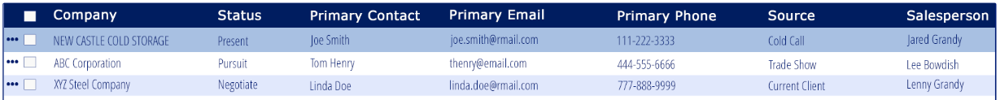 Company Status Primary Contact Primary Email Primary Phone Source Salesperson
NEW CASTLE COLD STORAGE Present Joe Smith joe.smith@rmail.com 111-222-3333 Cold Call Jared Grandy
ABC Corporation Pursuit Tom Henry thenry@email.com 444-555-6666 Trade Show Lee Bowdish
XYZ Steel Company Negotiate Linda Doe linda.doe@rmail.com 777-888-9999 Current Client Lenny Grandy